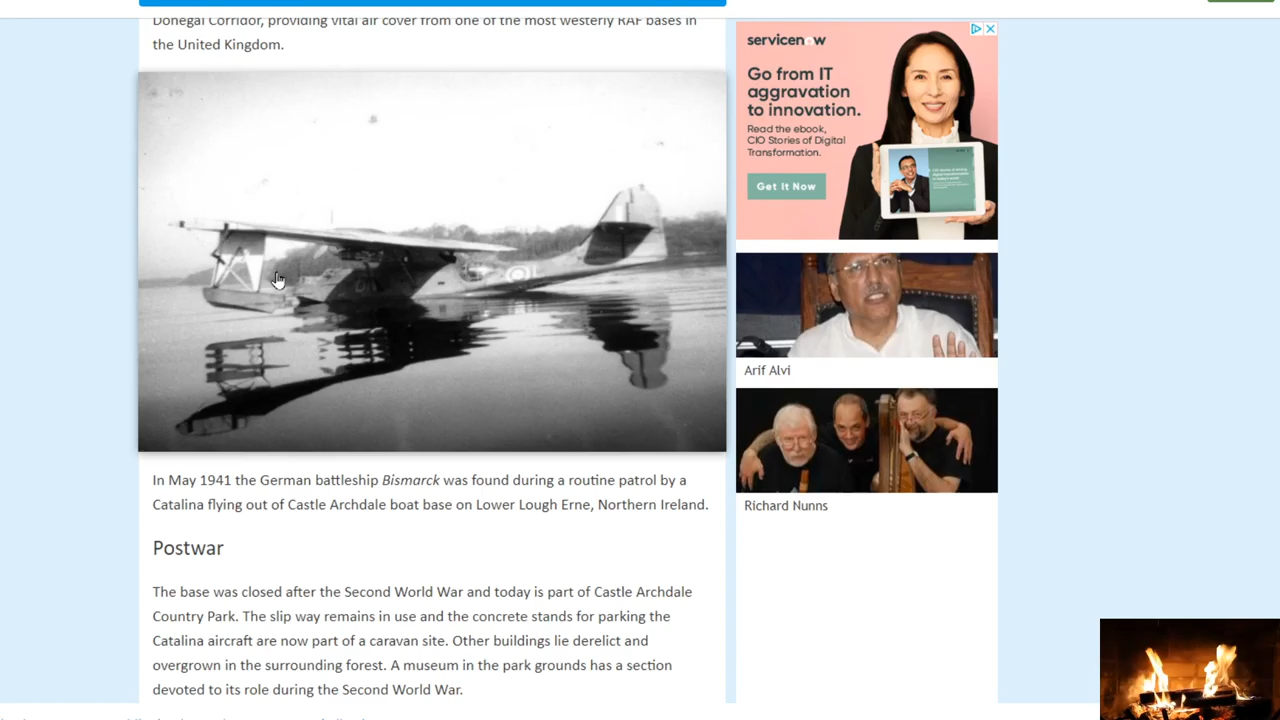 Donegal Corridor, providing vital air cover from one of the most westerly RAF bases in
the United Kingdom.
In May 1941 the German battleship Bismarck was found during a routine patrol by a
Catalina flying out of Castle Archdale boat base on Lower Lough Erne, Northern Ireland.
Postwar
The base was closed after the Second World War and today is part of Castle Archdale
Country Park. The slip way remains in use and the concrete stands for parking the
Catalina aircraft are now part of a caravan site. Other buildings lie derelict and
overgrown in the surrounding forest. A museum in the park grounds has a section
devoted to its role during the Second World War.
servicenow
Go from IT
aggravation
to innovation.
Read the ebook,
CIO Stories of Digital
Transformation.
Get It Now
Arif Alvi
Richard Nunns